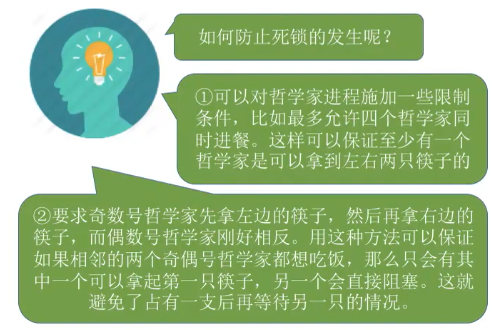 如何防止死锁的发生呢？
①可以对哲学家进程施加一些限制
条件，比如最多允许四个哲学家同
时进餐。这样可以保证至少有一个
哲学家是可以拿到左右两只筷子的
②要求奇数号哲学家先拿左边的筷子，然后再拿右边的
筷子，而偶数号哲学家刚好相反。用这种方法可以保证
如果相邻的两个奇偶号哲学家都想吃饭，那么只会有其
中一个可以拿起第一只筷子，另一个会直接阻塞。这就
避免了占有一支后再等待另一只的情况。